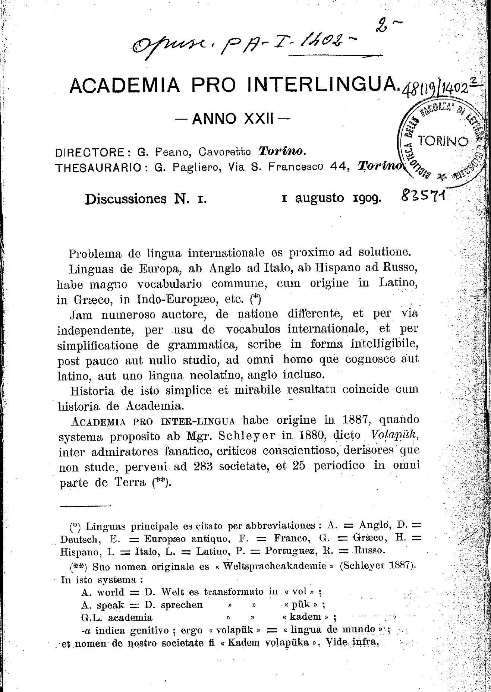 Opusc. PA-I-1402-
2-
ACADEMIA PRO INTERLINGUA.
48(19)/1402²
— ANNO XXII —
DIRECTORE: G. Peano, Cavoretto Torino.
THESAURARIO: G. Pagliero, Via S. Francesco 44, Torino
TORINO
Discussiones N. 1.
1 augusto 1909.
83571
Problema de lingua internationale es proximo ad solutione.
Linguas de Europa, ab Anglo ad Italo, ab Hispano ad Russo,
habe magno vocabulario commune, cum origine in Latino,
in Græco, in Indo-Europæo, etc. (*)
Jam numeroso auctore, de natione differente, et per via
independente, per usu de vocabulos internationale, et per
simplificatione de grammatica, scribe in forma intelligibile,
post pauco aut nullo studio, ad omni homo que cognosce aut
latino, aut uno lingua neolatino, anglo incluso.
Historia de isto simplice et mirabile resultatu coincide cum
historia de Academia.
ACADEMIA PRO INTER-LINGUA habe origine in 1887, quando
systema proposito ab Mgr. Schleyer in 1880, dicto Volapük,
inter admiratores fanatico, criticos conscientioso, derisores que
non stude, perveni ad 283 societate, et 25 periodico in omni
parte de Terra (**).
(*) Linguas principale es citato per abbreviationes: A. = Anglo, D. =
Deutsch, E. = Europæo antiquo, F. = Franco, G. = Græco, H. =
Hispano, I. = Italo, L. = Latino, P. = Portuguez, R. = Russo.
(**) Suo nomen originale es « Weltsprachenkademie » (Schleyer 1887).
In isto systema:
A. world = D. Welt es transformato in « vol »;
A. speak = D. sprechen » » « pük »;
G.L. academia » » « kadem »;
-a indica genitivo; ergo « volapük » = « lingua de mundo »;
et nomen de nostro societate fi « Kadem volapüka. Vide infra.